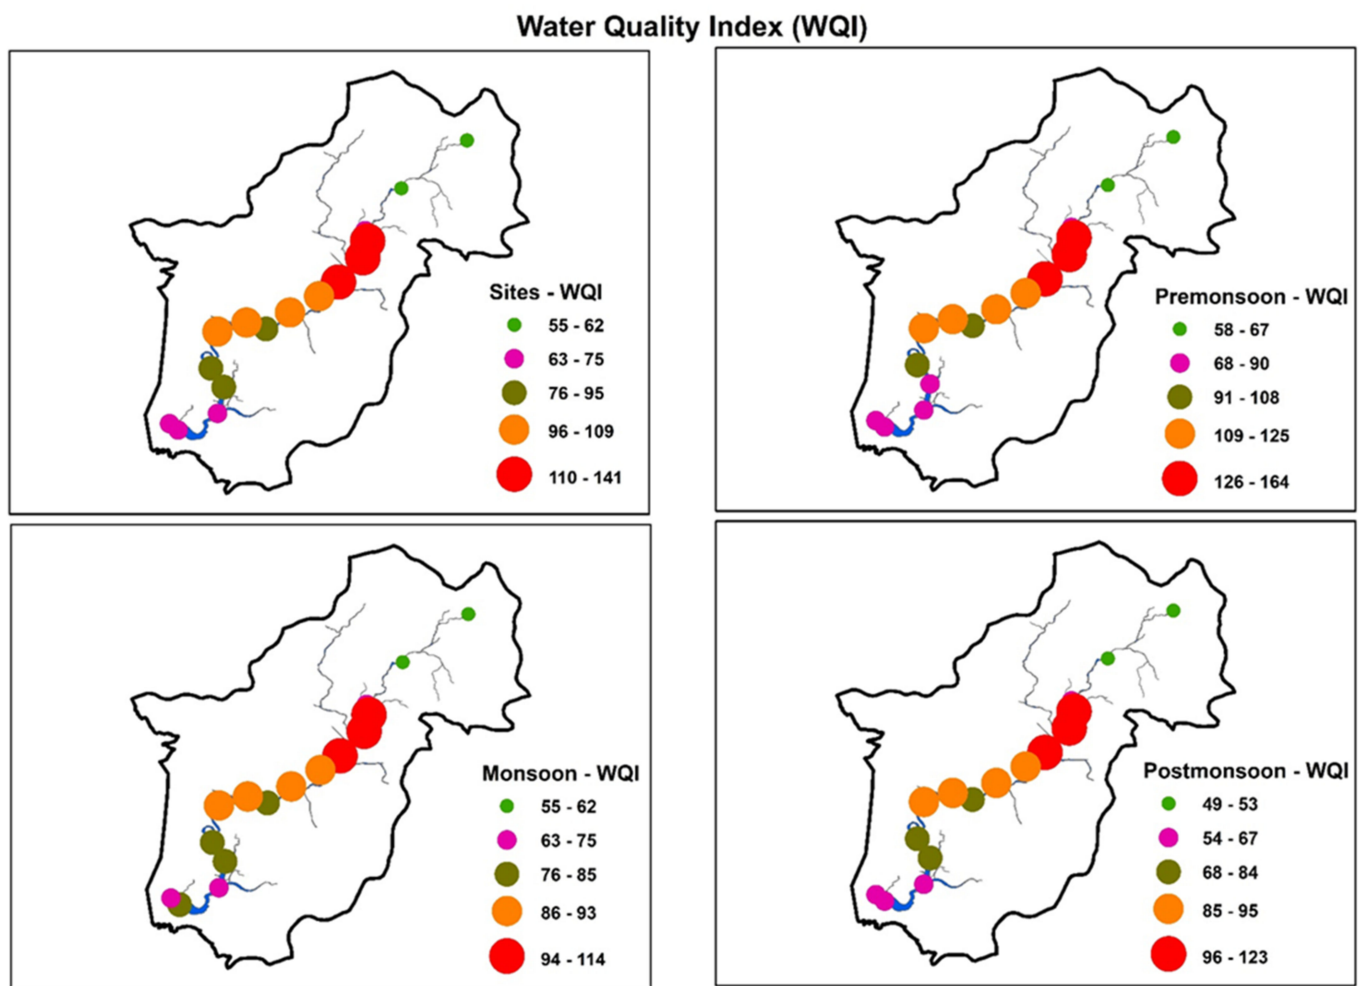 Water Quality Index (WQI)
Sites - WQI
55 - 62
63 - 75
76 - 95
96 - 109
110 - 141
Premonsoon - WQI
58 - 67
68 - 90
91 - 108
109 - 125
126 - 164
Monsoon - WQI
55 - 62
63 - 75
76 - 85
86 - 93
94 - 114
Postmonsoon - WQI
49 - 53
54 - 67
68 - 84
85 - 95
96 - 123